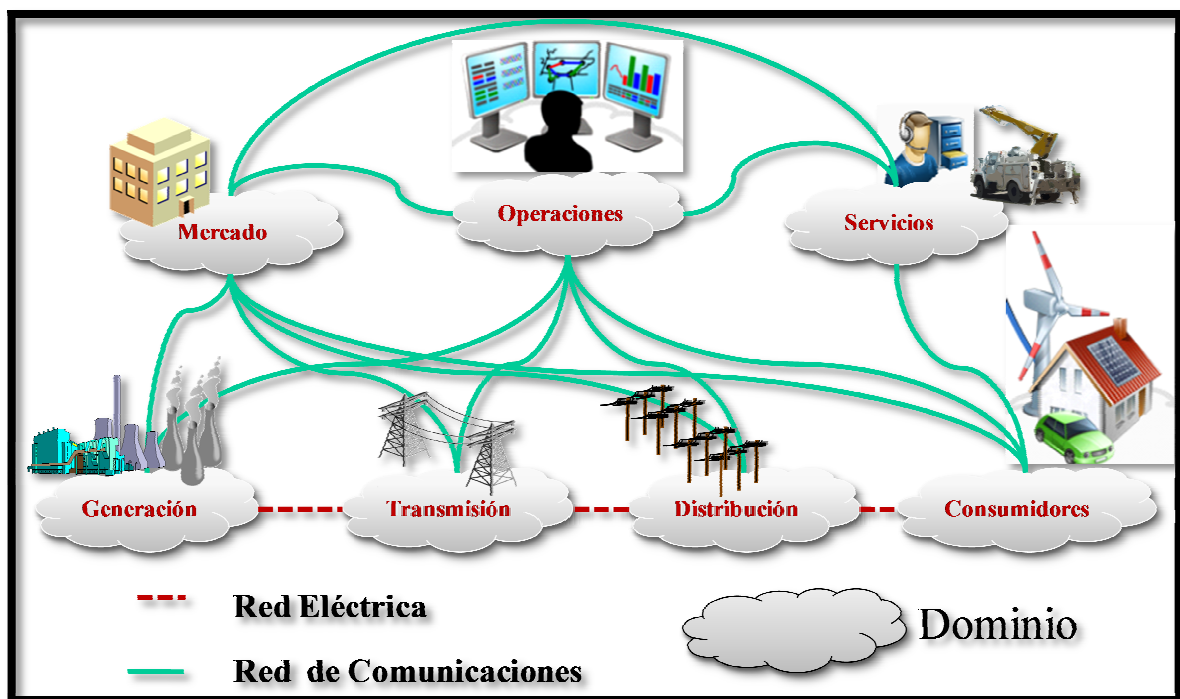 Operaciones
Mercado
Servicios
Generación
Transmisión
Distribución
Consumidores
Red Eléctrica
Dominio
Red de Comunicaciones